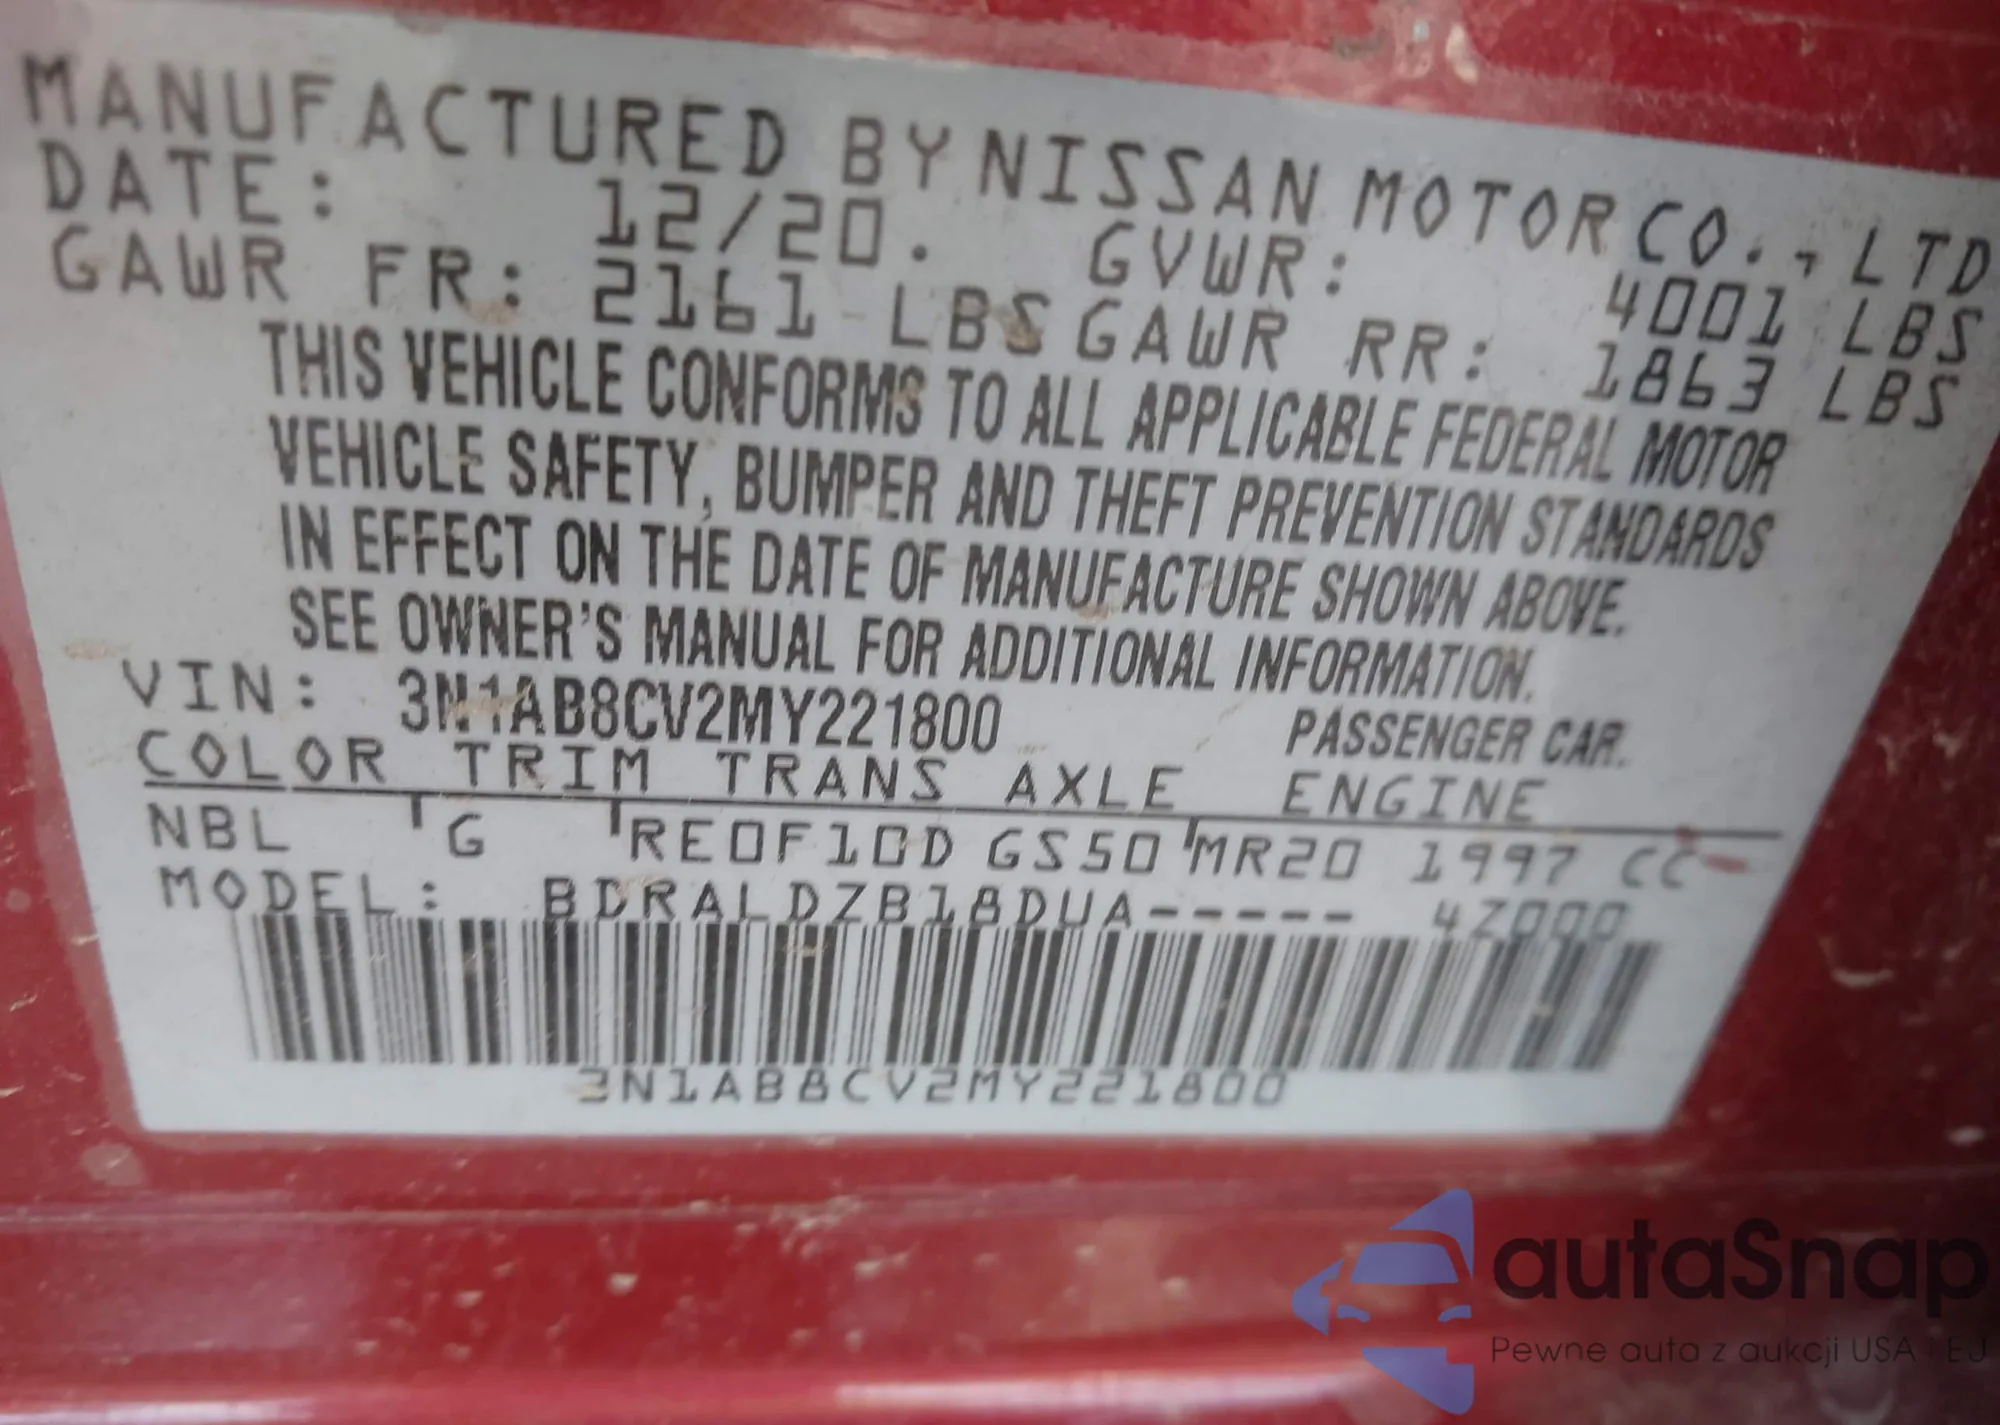 MANUFACTURED BY NISSAN MOTOR CO., LTD
DATE: 12/20. GVWR: 4001 LBS
GAWR FR: 2161 LBS GAWR RR: 1863 LBS
THIS VEHICLE CONFORMS TO ALL APPLICABLE FEDERAL MOTOR
VEHICLE SAFETY, BUMPER AND THEFT PREVENTION STANDARDS
IN EFFECT ON THE DATE OF MANUFACTURE SHOWN ABOVE.
SEE OWNER'S MANUAL FOR ADDITIONAL INFORMATION.
VIN: 3N1AB8CV2MY221800 PASSENGER CAR.
COLOR TRIM TRANS AXLE ENGINE
NBL G RE0F10D GS50 MR20 1997 CC
MODEL: BDRALDZB18DUA----- 4Z000
3N1AB8CV2MY221800
autaSnap
Pewne auta z aukcji USA i EU